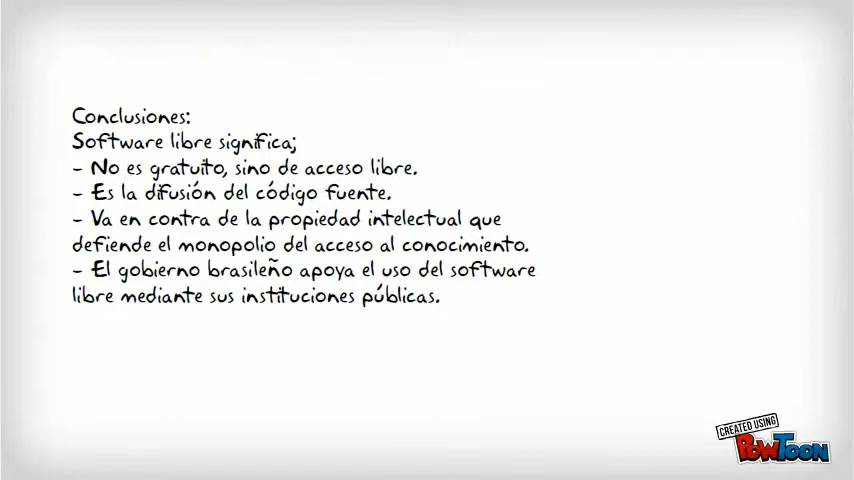 Conclusiones:
Software libre significa;
- No es gratuito, sino de acceso libre.
- Es la difusión del código fuente.
- Va en contra de la propiedad intelectual que
defiende el monopolio del acceso al conocimiento.
- El gobierno brasileño apoya el uso del software
libre mediante sus instituciones públicas.
CREATED USING
POWTOON